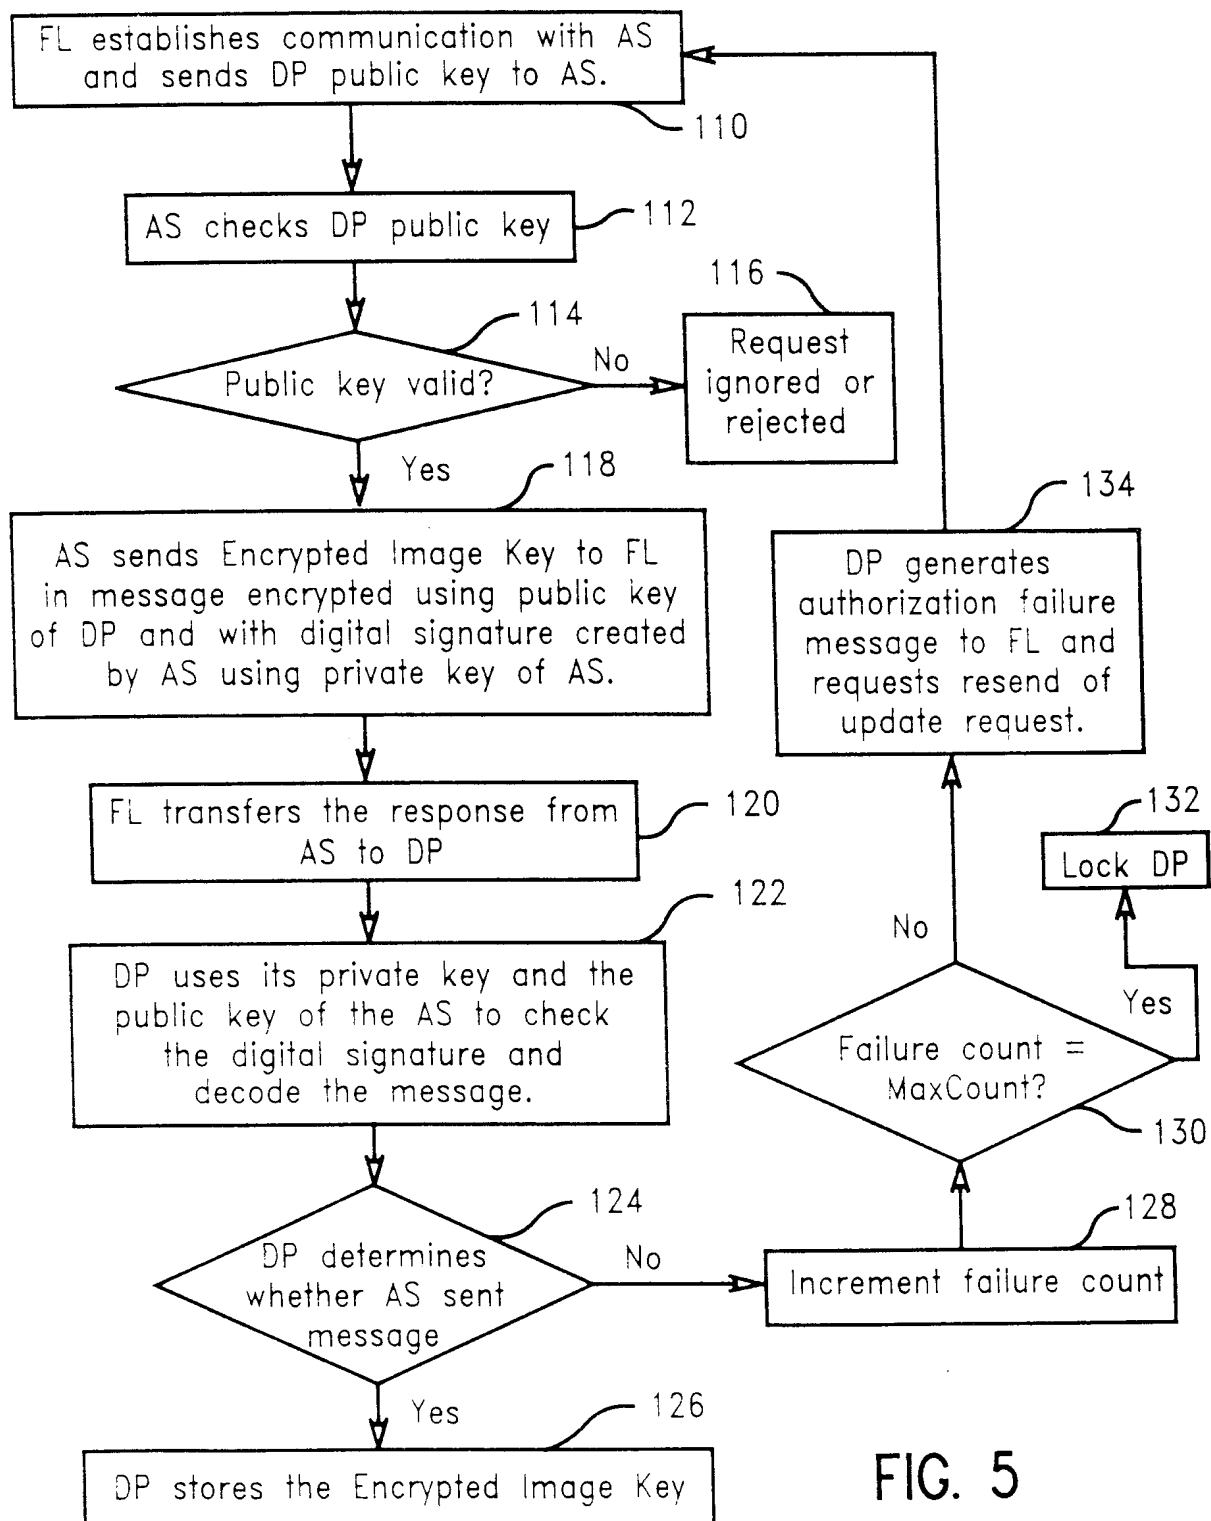 FL establishes communication with AS
and sends DP public key to AS.
110
AS checks DP public key
112
114
Public key valid?
No
116
Request
ignored or
rejected
Yes
118
AS sends Encrypted Image Key to FL
in message encrypted using public key
of DP and with digital signature created
by AS using private key of AS.
134
DP generates
authorization failure
message to FL and
requests resend of
update request.
FL transfers the response from
AS to DP
120
132
Lock DP
122
DP uses its private key and the
public key of the AS to check
the digital signature and
decode the message.
No
Yes
Failure count =
MaxCount?
130
124
DP determines
whether AS sent
message
No
128
Increment failure count
Yes
126
DP stores the Encrypted Image Key
FIG. 5